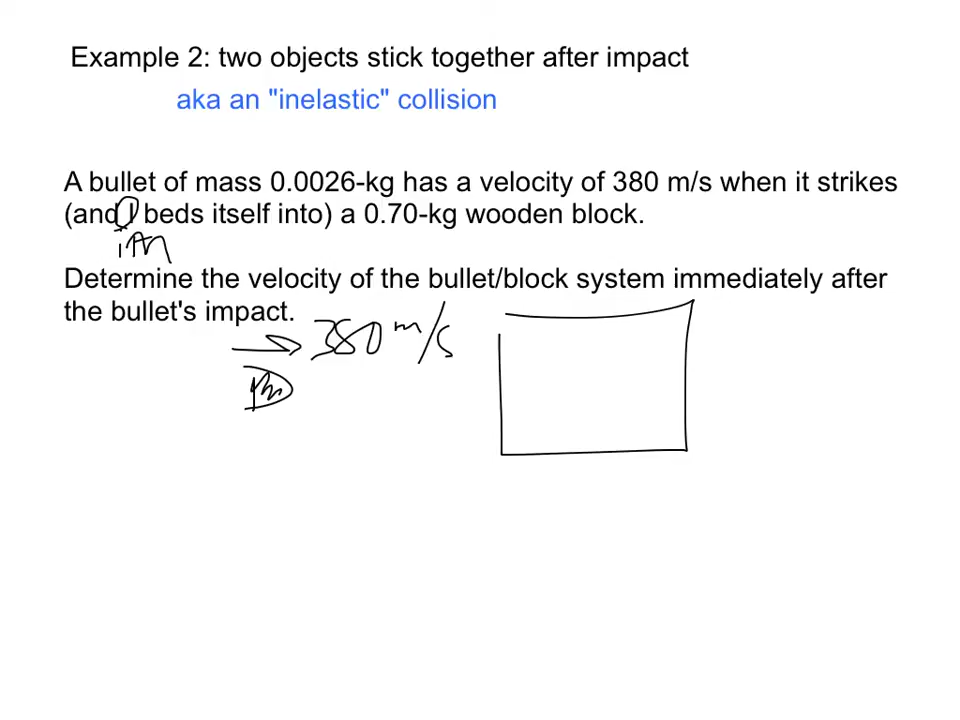 Example 2: two objects stick together after impact
aka an "inelastic" collision
A bullet of mass 0.0026-kg has a velocity of 380 m/s when it strikes
(and beds itself into) a 0.70-kg wooden block.
im
Determine the velocity of the bullet/block system immediately after
the bullet's impact.
380 m/s
m